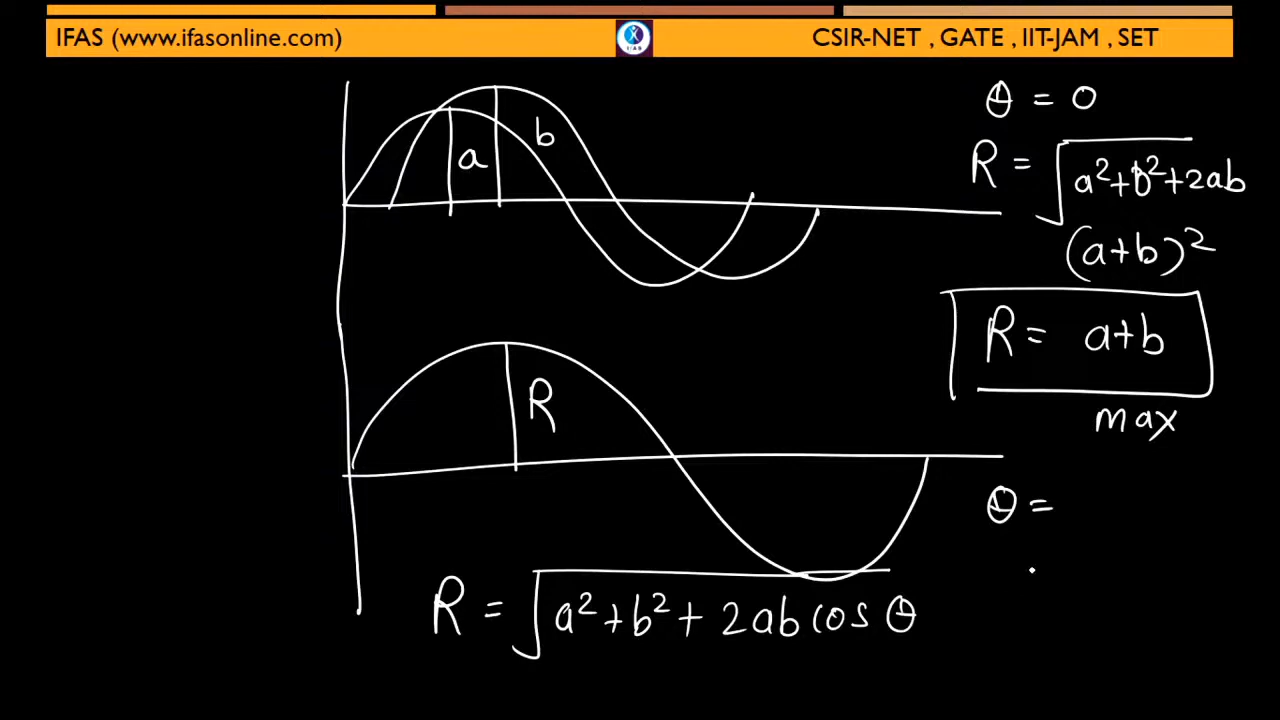 IFAS (www.ifasonline.com)
CSIR-NET , GATE , IIT-JAM , SET
IFAS
a
b
θ = 0
R = √a²+b²+2ab
(a+b)²
R = a+b
max
R
θ =
R = √a²+b²+ 2ab cos θ